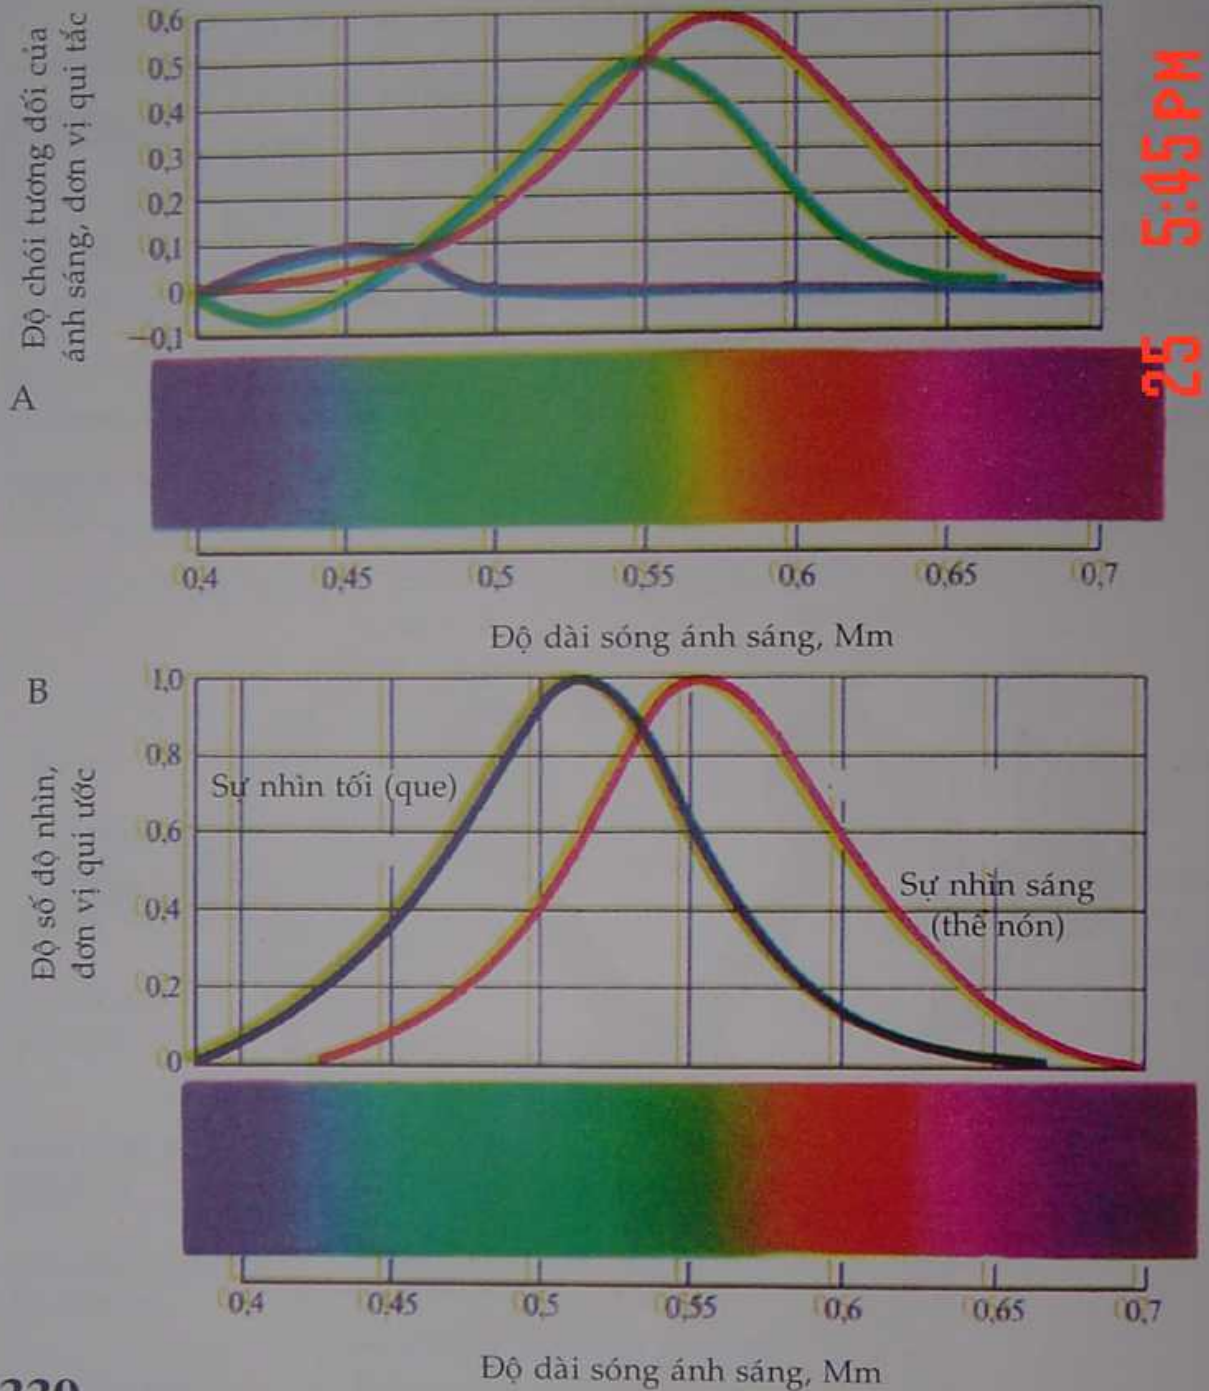 Độ chói tương đối của
ánh sáng, đơn vị qui tắc
0,6
0,5
0,4
0,3
0,2
0,1
0
−0,1
A
0,4 0,45 0,5 0,55 0,6 0,65 0,7
Độ dài sóng ánh sáng, Mm
25 5:45PM
B
Độ số độ nhìn,
đơn vị qui ước
1,0
0,8
0,6
0,4
0,2
0
Sự nhìn tối (que)
Sự nhìn sáng
(thể nón)
0,4 0,45 0,5 0,55 0,6 0,65 0,7
Độ dài sóng ánh sáng, Mm